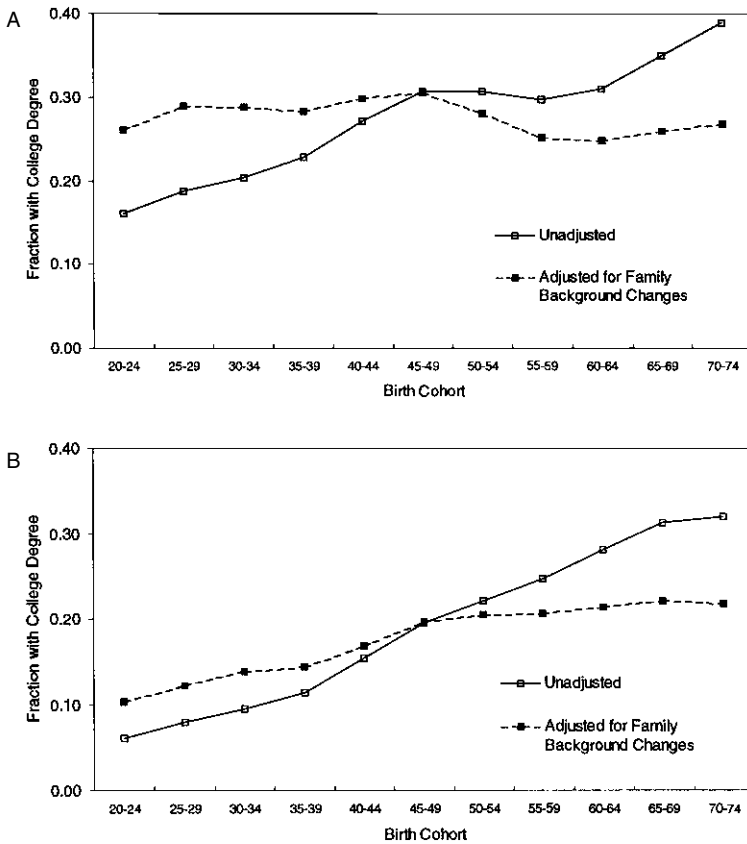 A
0.40
0.30
0.20
0.10
0.00
Fraction with College Degree
Unadjusted
Adjusted for Family
Background Changes
20-24 25-29 30-34 35-39 40-44 45-49 50-54 55-59 60-64 65-69 70-74
Birth Cohort
B
0.40
0.30
0.20
0.10
0.00
Fraction with College Degree
Unadjusted
Adjusted for Family
Background Changes
20-24 25-29 30-34 35-39 40-44 45-49 50-54 55-59 60-64 65-69 70-74
Birth Cohort